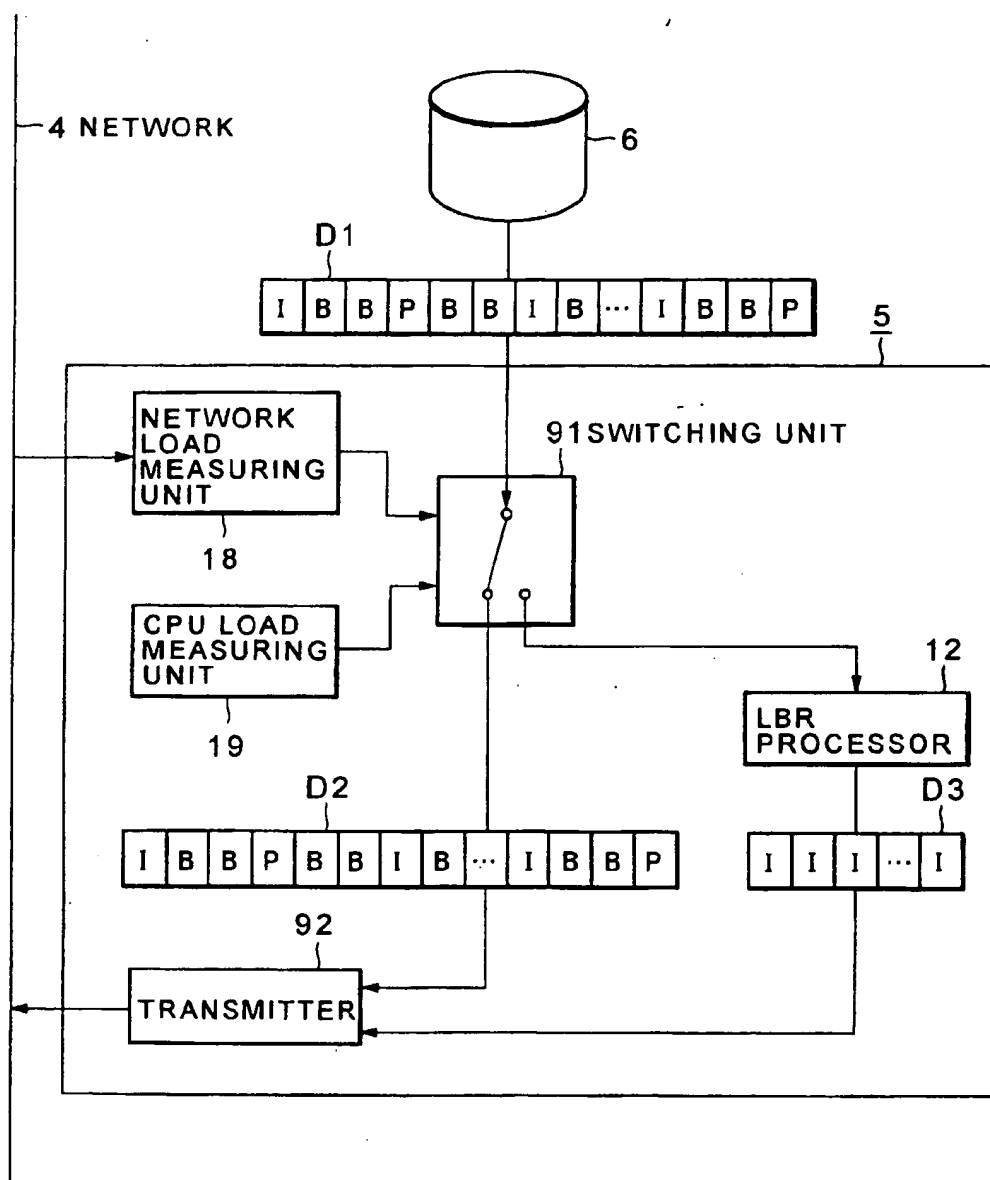 4 NETWORK
6
D1
I B B P B B I B ... I B B P
5
NETWORK
LOAD
MEASURING
UNIT
18
91 SWITCHING UNIT
CPU LOAD
MEASURING
UNIT
19
12
LBR
PROCESSOR
D2
I B B P B B I B ... I B B P
D3
I I I ... I
92
TRANSMITTER